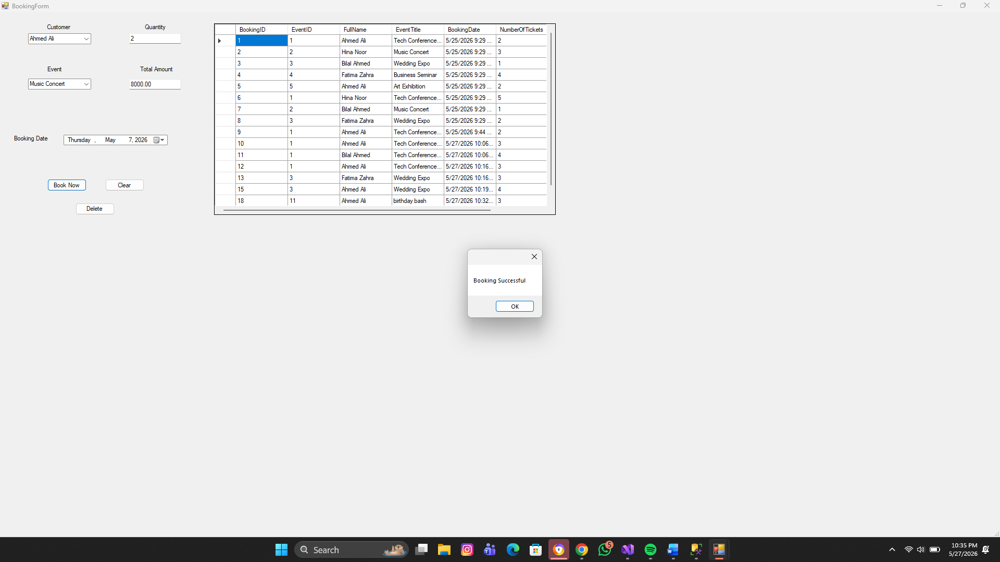 BookingForm
Customer Quantity
Ahmed Ali 2
Event Total Amount
Music Concert 8000.00
Booking Date Thursday , May 7, 2026
Book Now Clear
Delete
BookingID EventID FullName EventTitle BookingDate NumberOfTickets
1 1 Ahmed Ali Tech Conference... 5/25/2026 9:29 ... 2
2 2 Hina Noor Music Concert 5/25/2026 9:29 ... 3
3 3 Bilal Ahmed Wedding Expo 5/25/2026 9:29 ... 1
4 4 Fatima Zahra Business Seminar 5/25/2026 9:29 ... 4
5 5 Ahmed Ali Art Exhibition 5/25/2026 9:29 ... 2
6 1 Hina Noor Tech Conference... 5/25/2026 9:29 ... 5
7 2 Bilal Ahmed Music Concert 5/25/2026 9:29 ... 1
8 3 Fatima Zahra Wedding Expo 5/25/2026 9:29 ... 2
9 1 Ahmed Ali Tech Conference... 5/25/2026 9:44 ... 2
10 1 Ahmed Ali Tech Conference... 5/27/2026 10:06... 3
11 1 Bilal Ahmed Tech Conference... 5/27/2026 10:06... 4
12 1 Ahmed Ali Tech Conference... 5/27/2026 10:16... 3
13 3 Fatima Zahra Wedding Expo 5/27/2026 10:16... 3
15 3 Ahmed Ali Wedding Expo 5/27/2026 10:19... 4
18 11 Ahmed Ali birthday bash 5/27/2026 10:32... 3
Booking Successful
OK
Search
5
10:35 PM
5/27/2026